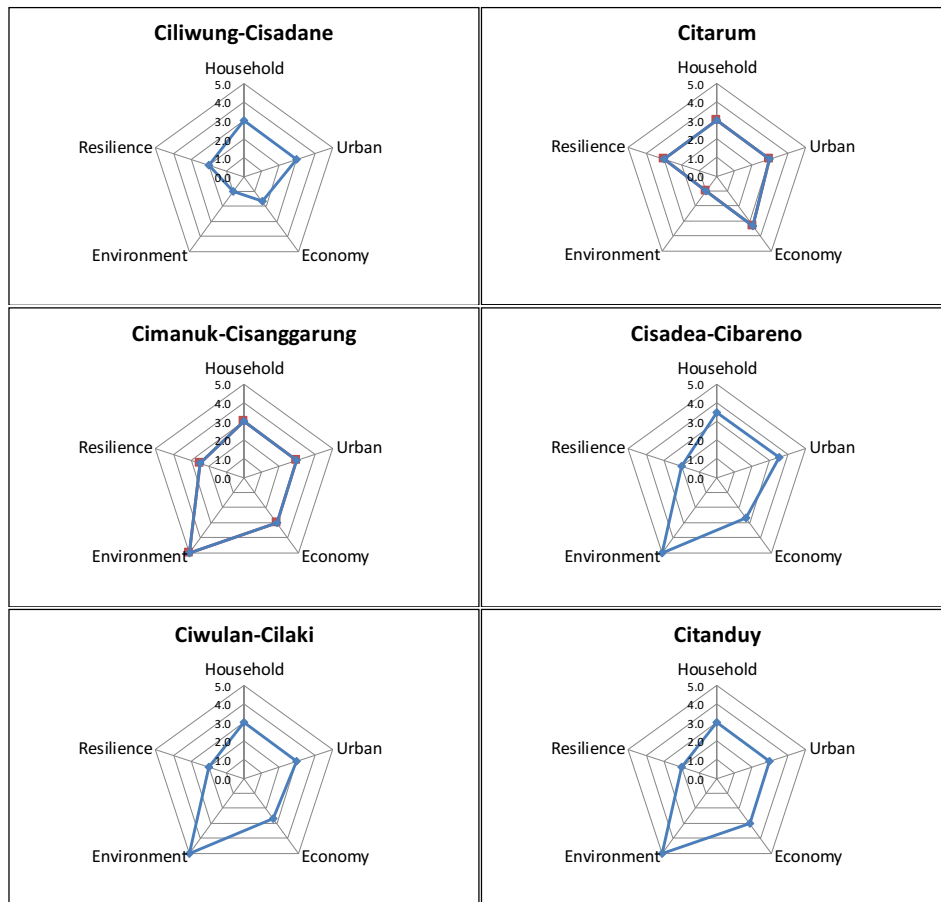 Ciliwung-Cisadane
Household
5.0
4.0
3.0
2.0
1.0
0.0
Resilience
Urban
Environment
Economy
Citarum
Household
5.0
4.0
3.0
2.0
1.0
0.0
Resilience
Urban
Environment
Economy
Cimanuk-Cisanggarung
Household
5.0
4.0
3.0
2.0
1.0
0.0
Resilience
Urban
Environment
Economy
Cisadea-Cibareno
Household
5.0
4.0
3.0
2.0
1.0
0.0
Resilience
Urban
Environment
Economy
Ciwulan-Cilaki
Household
5.0
4.0
3.0
2.0
1.0
0.0
Resilience
Urban
Environment
Economy
Citanduy
Household
5.0
4.0
3.0
2.0
1.0
0.0
Resilience
Urban
Environment
Economy